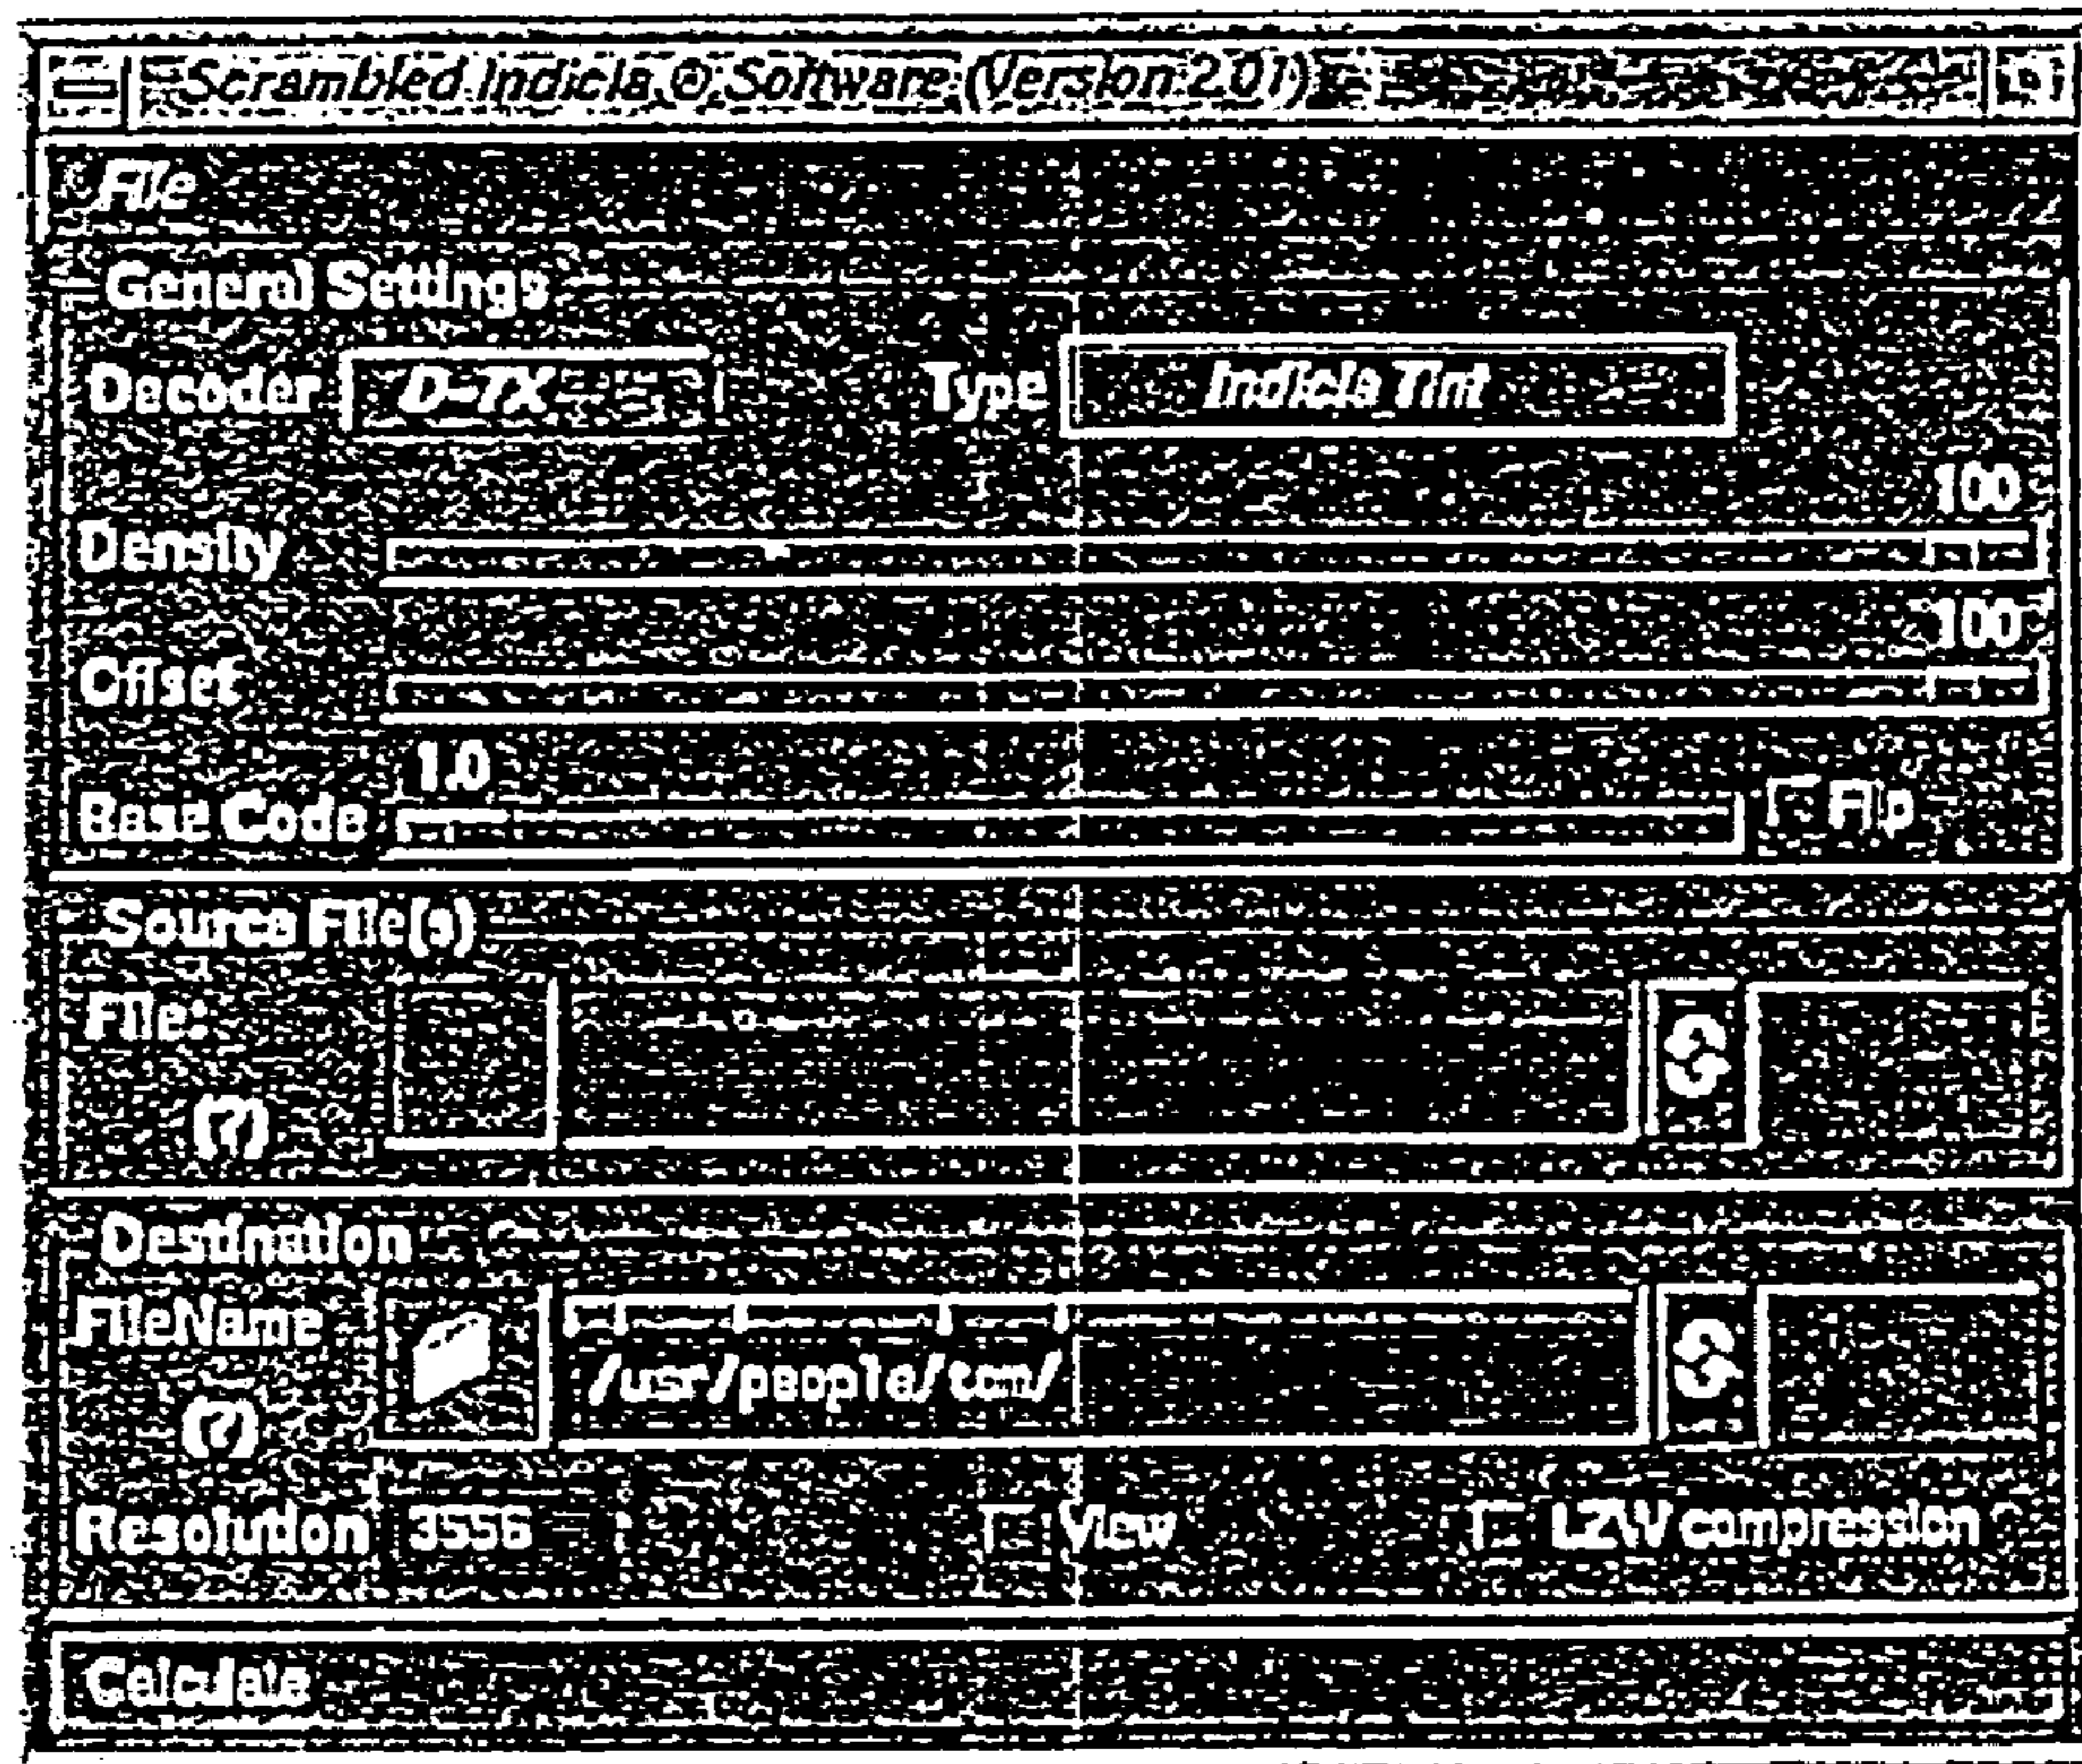 Scrambled Indicia © Software (Version 2.01)
File
General Settings
Decoder D-7X Type Indicia Tint
100
Density
100
Offset
1.0
Base Code Flip
Source File(s)
File:
(?)
Destination
FileName /usr/people/tcm/
(?)
Resolution 3556 View LZW compression
Calculate